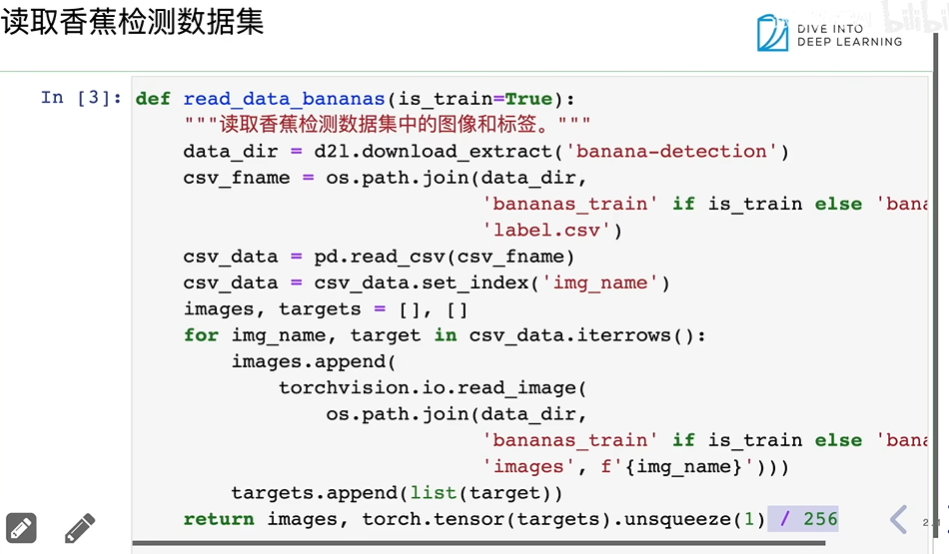 读取香蕉检测数据集
DIVE INTO
DEEP LEARNING
bilibili
In [3]: def read_data_bananas(is_train=True):
"""读取香蕉检测数据集中的图像和标签。"""
data_dir = d2l.download_extract('banana-detection')
csv_fname = os.path.join(data_dir,
'bananas_train' if is_train else 'bana
'label.csv')
csv_data = pd.read_csv(csv_fname)
csv_data = csv_data.set_index('img_name')
images, targets = [], []
for img_name, target in csv_data.iterrows():
images.append(
torchvision.io.read_image(
os.path.join(data_dir,
'bananas_train' if is_train else 'bana
'images', f'{img_name}')))
targets.append(list(target))
return images, torch.tensor(targets).unsqueeze(1) / 256